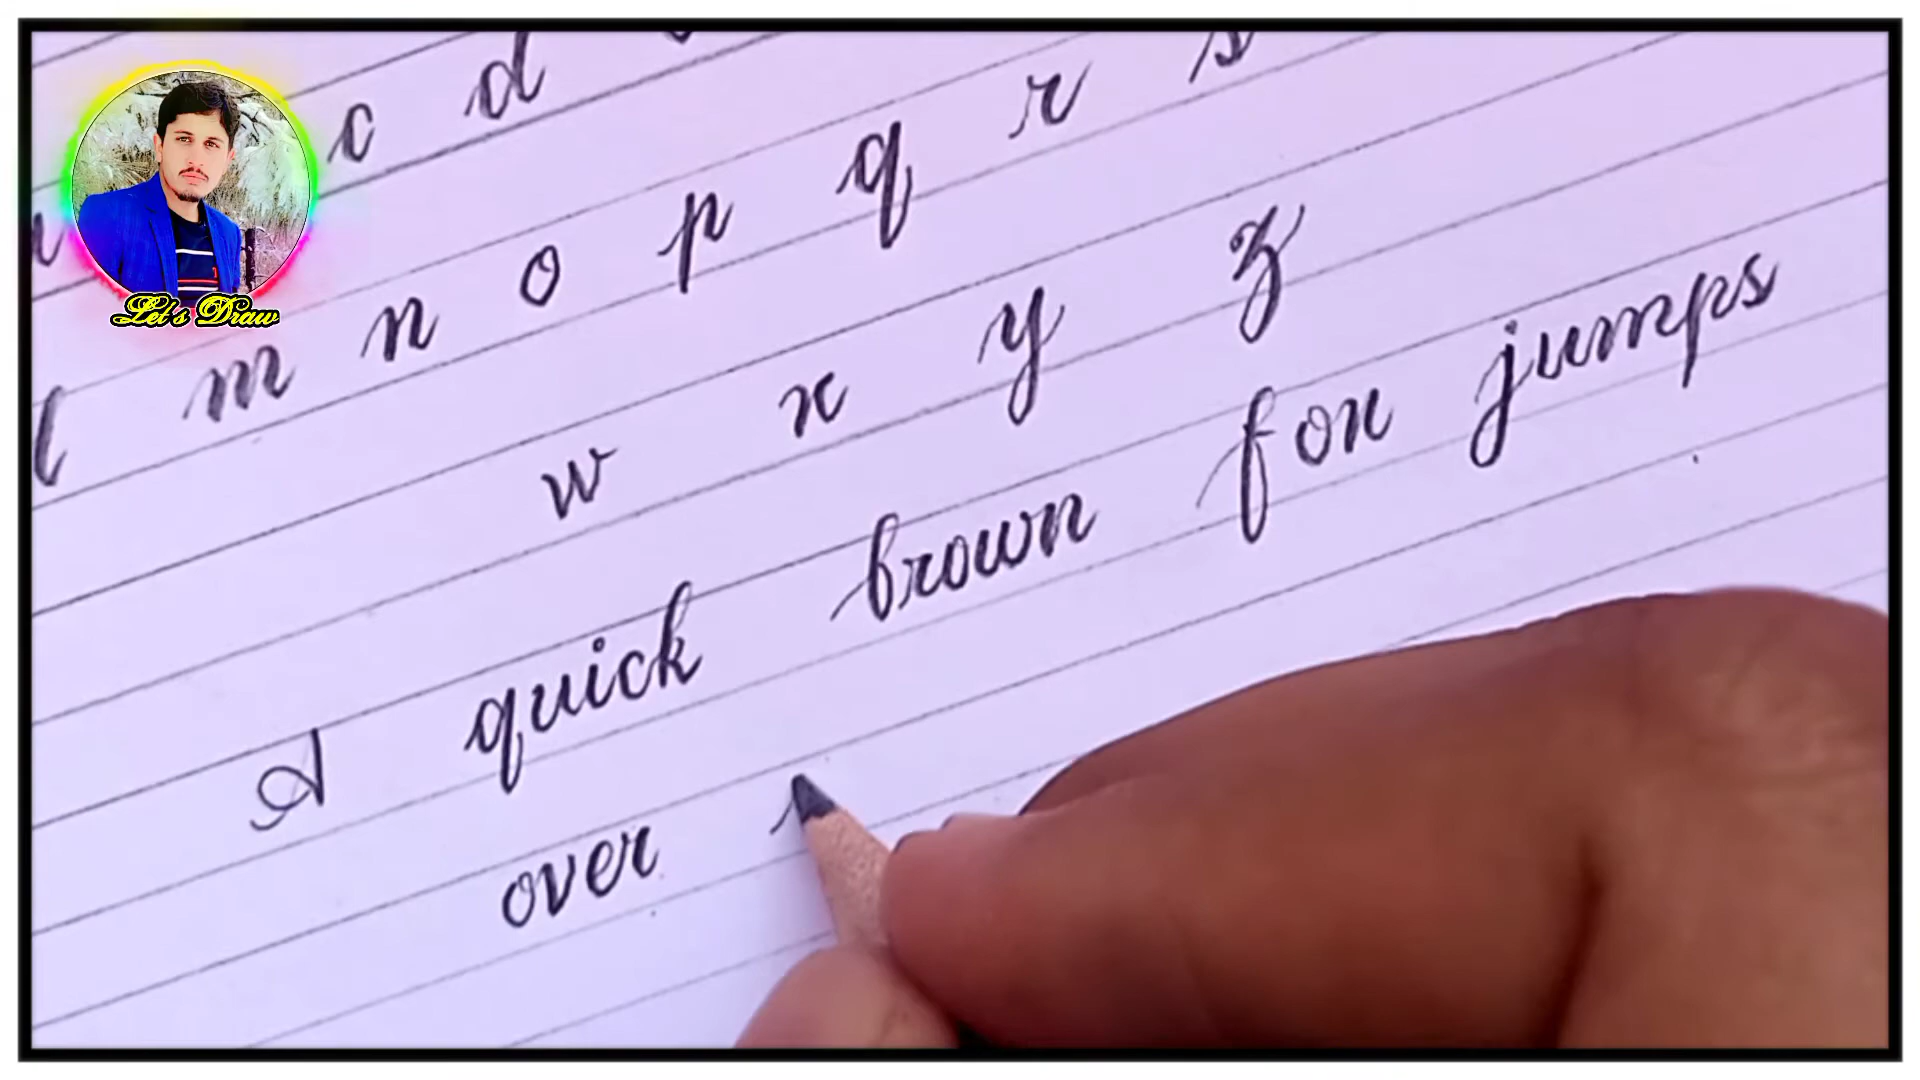 c d
Let's Draw
l m n o p q r s
w x y z
A quick brown fox jumps
over